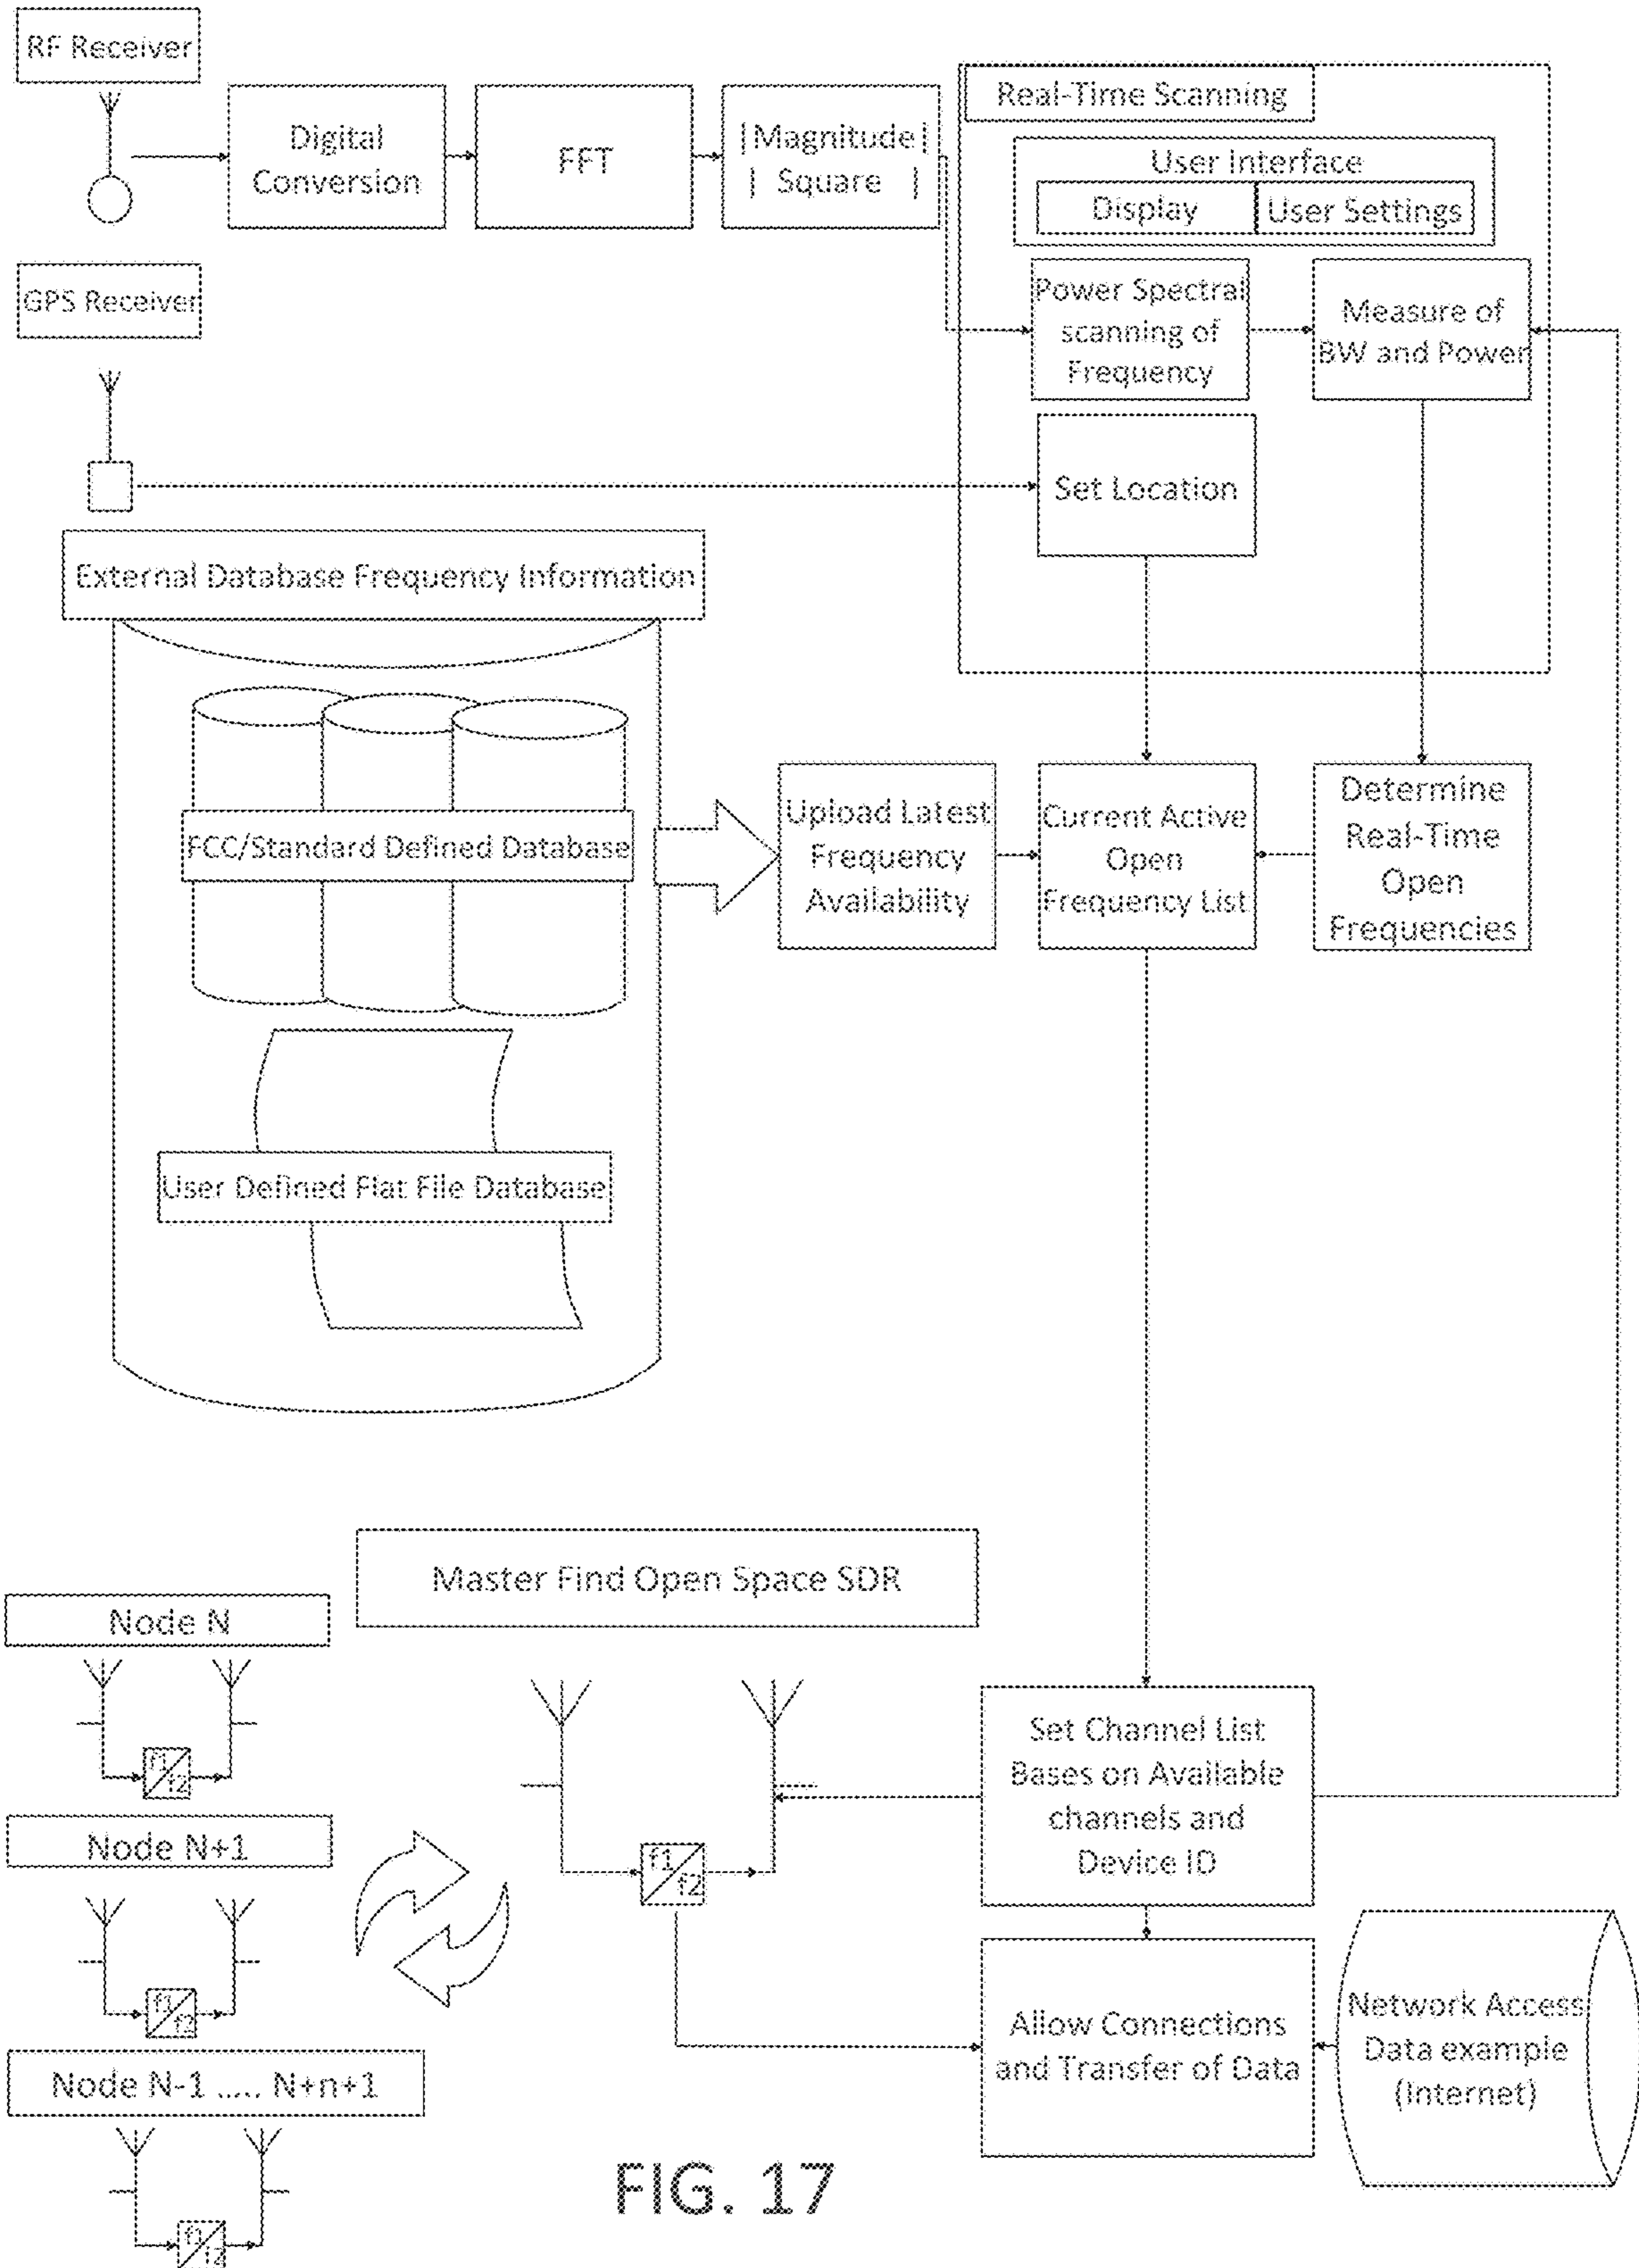 RF Receiver
Digital
Conversion
FFT
|Magnitude|
| Square |
Real-Time Scanning
User Interface
Display
User Settings
GPS Receiver
Power Spectral
scanning of
Frequency
Measure of
BW and Power
Set Location
External Database Frequency Information
FCC/Standard Defined Database
Upload Latest
Frequency
Availability
Current Active
Open
Frequency List
Determine
Real-Time
Open
Frequencies
User Defined Flat File Database
Master Find Open Space SDR
Node N
f1
f2
Node N+1
f1
f2
Node N-1 ..... N+n+1
f1
f2
f1
f2
Set Channel List
Bases on Available
channels and
Device ID
Allow Connections
and Transfer of Data
Network Access
Data example
(Internet)
FIG. 17